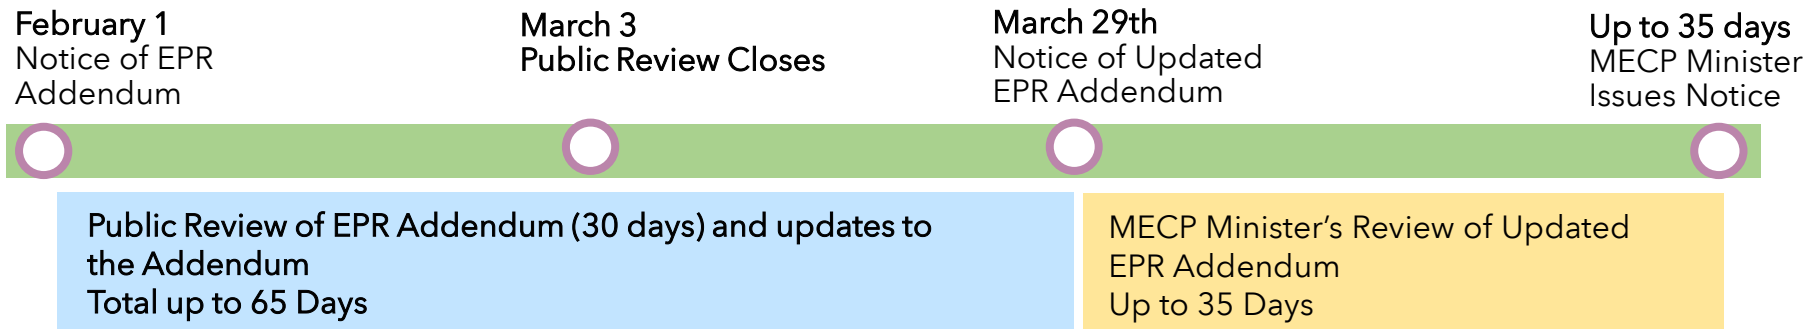 February 1
Notice of EPR
Addendum
March 3
Public Review Closes
March 29th
Notice of Updated
EPR Addendum
Up to 35 days
MECP Minister
Issues Notice
Public Review of EPR Addendum (30 days) and updates to
the Addendum
Total up to 65 Days
MECP Minister’s Review of Updated
EPR Addendum
Up to 35 Days